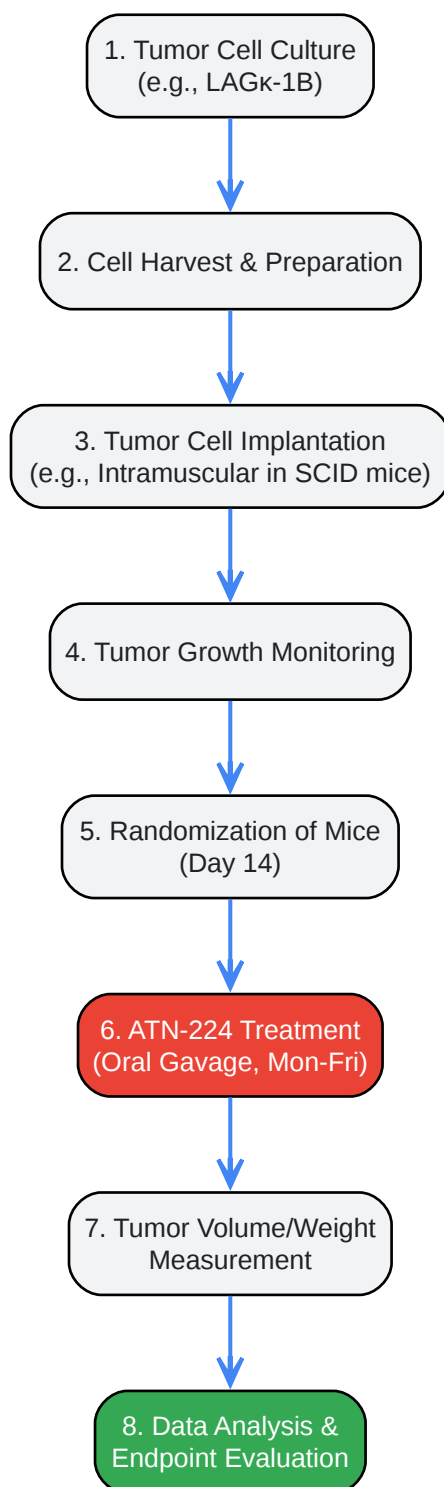 1. Tumor Cell Culture
(e.g., LAGκ-1B)
2. Cell Harvest & Preparation
3. Tumor Cell Implantation
(e.g., Intramuscular in SCID mice)
4. Tumor Growth Monitoring
5. Randomization of Mice
(Day 14)
6. ATN-224 Treatment
(Oral Gavage, Mon-Fri)
7. Tumor Volume/Weight
Measurement
8. Data Analysis &
Endpoint Evaluation